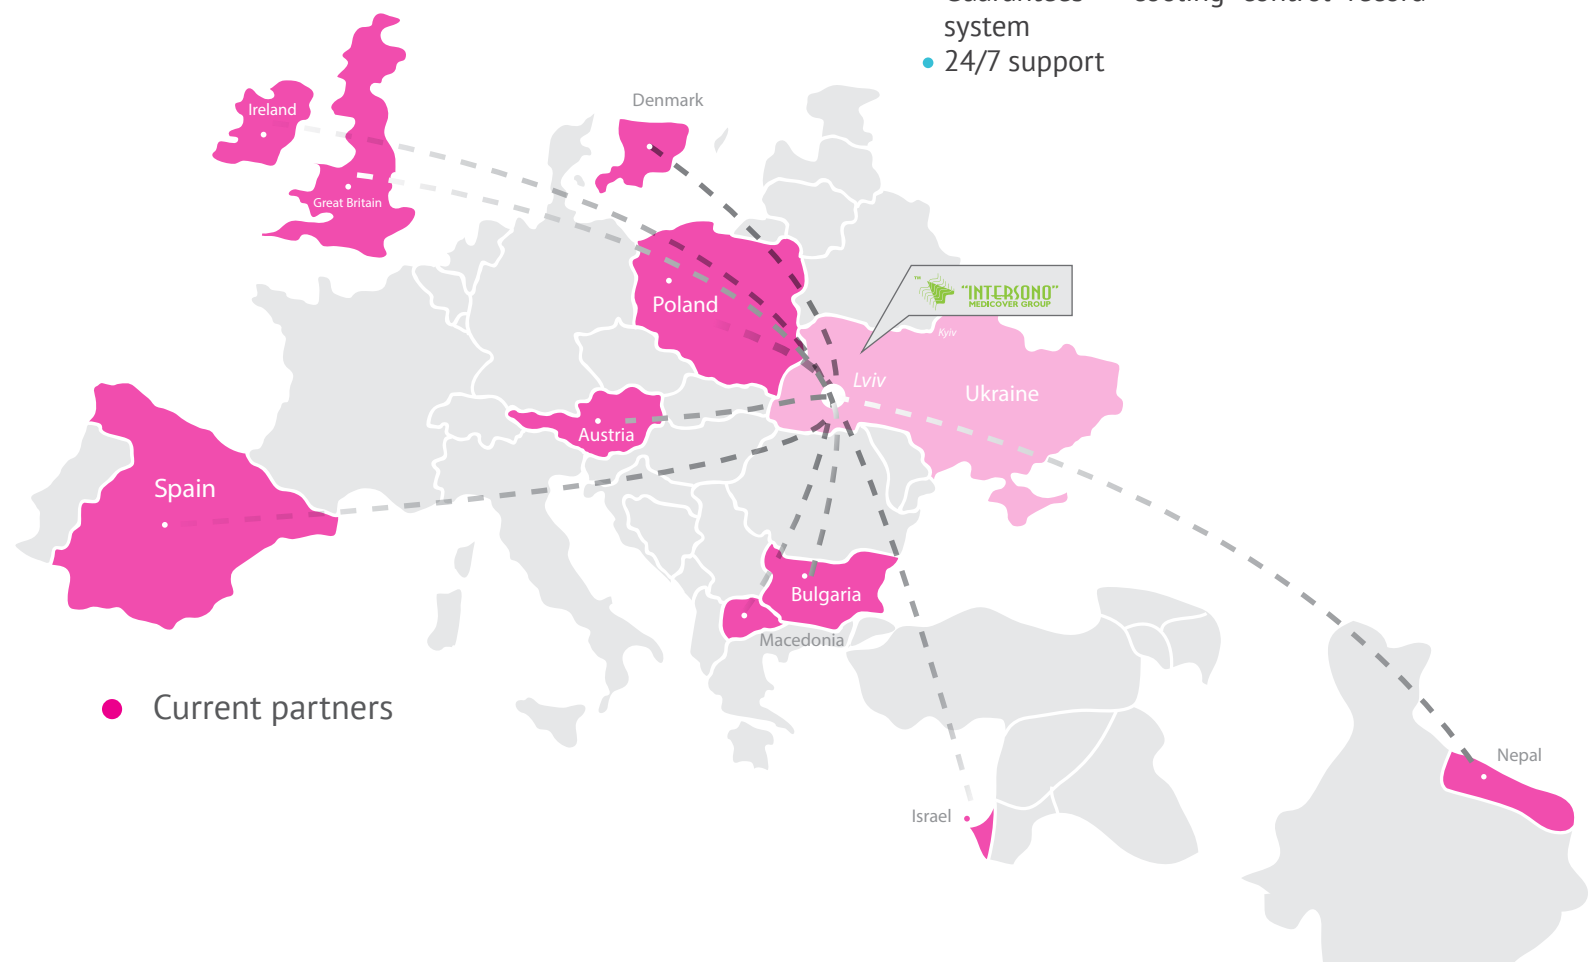 system
• 24/7 support
Denmark
Ireland
Great Britain
™
"INTERSONO"
MEDICOVER GROUP
Poland
Kyiv
Lviv
Ukraine
Austria
Spain
Bulgaria
Macedonia
• Current partners
Nepal
Israel